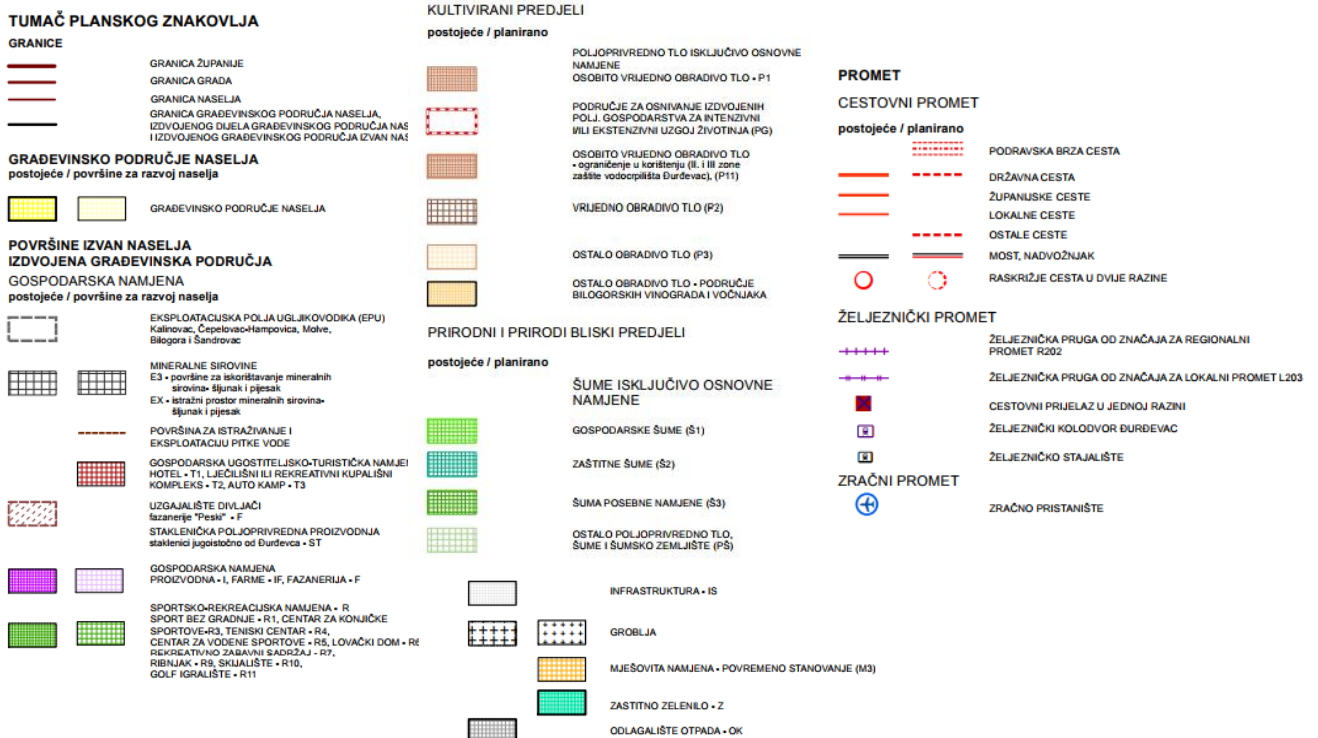 TUMAČ PLANSKOG ZNAKOVLJA
GRANICE
GRANICA ŽUPANIJE
GRANICA GRADA
GRANICA NASELJA
GRANICA GRAĐEVINSKOG PODRUČJA NASELJA,
IZDVOJENOG DIJELA GRAĐEVINSKOG PODRUČJA NAS
I IZDVOJENOG GRAĐEVINSKOG PODRUČJA IZVAN NAS
GRAĐEVINSKO PODRUČJE NASELJA
postojeće / površine za razvoj naselja
GRAĐEVINSKO PODRUČJE NASELJA
POVRŠINE IZVAN NASELJA
IZDVOJENA GRAĐEVINSKA PODRUČJA
GOSPODARSKA NAMJENA
postojeće / površine za razvoj naselja
EKSPLOATACIJSKA POLJA UGLJIKOVODIKA (EPU)
Kalinovac, Čepelovac-Hampovica, Molve,
Bilogora i Šandrovac
MINERALNE SIROVINE
E3 - površine za iskorištavanje mineralnih
sirovina- šljunak i pijesak
EX - istražni prostor mineralnih sirovina-
šljunak i pijesak
POVRŠINA ZA ISTRAŽIVANJE I
EKSPLOATACIJU PITKE VODE
GOSPODARSKA UGOSTITELJSKO-TURISTIČKA NAMJEI
HOTEL - T1, LJEČILIŠNI ILI REKREATIVNI KUPALIŠNI
KOMPLEKS - T2, AUTO KAMP - T3
UZGAJALIŠTE DIVLJAČI
fazanerije "Peski" - F
STAKLENIČKA POLJOPRIVREDNA PROIZVODNJA
staklenici jugoistočno od Đurđevca - ST
GOSPODARSKA NAMJENA
PROIZVODNA - I, FARME - IF, FAZANERIJA - F
SPORTSKO-REKREACIJSKA NAMJENA - R
SPORT BEZ GRADNJE - R1, CENTAR ZA KONJIČKE
SPORTOVE-R3, TENISKI CENTAR - R4,
CENTAR ZA VODENE SPORTOVE - R5, LOVAČKI DOM - R6
REKREATIVNO ZABAVNI SADRŽAJ - R7,
RIBNJAK - R9, SKIJALIŠTE - R10,
GOLF IGRALIŠTE - R11
KULTIVIRANI PREDJELI
postojeće / planirano
POLJOPRIVREDNO TLO ISKLJUČIVO OSNOVNE
NAMJENE
OSOBITO VRIJEDNO OBRADIVO TLO - P1
PODRUČJE ZA OSNIVANJE IZDVOJENIH
POLJ. GOSPODARSTVA ZA INTENZIVNI
I/ILI EKSTENZIVNI UZGOJ ŽIVOTINJA (PG)
OSOBITO VRIJEDNO OBRADIVO TLO
- ograničenje u korištenju (II. i III zone
zaštite vodocrpilišta Đurđevac), (P11)
VRIJEDNO OBRADIVO TLO (P2)
OSTALO OBRADIVO TLO (P3)
OSTALO OBRADIVO TLO - PODRUČJE
BILOGORSKIH VINOGRADA I VOĆNJAKA
PRIRODNI I PRIRODI BLISKI PREDJELI
postojeće / planirano
ŠUME ISKLJUČIVO OSNOVNE
NAMJENE
GOSPODARSKE ŠUME (Š1)
ZAŠTITNE ŠUME (Š2)
ŠUMA POSEBNE NAMJENE (Š3)
OSTALO POLJOPRIVREDNO TLO,
ŠUME I ŠUMSKO ZEMLJIŠTE (PŠ)
INFRASTRUKTURA - IS
GROBLJA
MJEŠOVITA NAMJENA - POVREMENO STANOVANJE (M3)
ZASTITNO ZELENILO - Z
ODLAGALIŠTE OTPADA - OK
PROMET
CESTOVNI PROMET
postojeće / planirano
PODRAVSKA BRZA CESTA
DRŽAVNA CESTA
ŽUPANIJSKE CESTE
LOKALNE CESTE
OSTALE CESTE
MOST, NADVOŽNJAK
RASKRIŽJE CESTA U DVIJE RAZINE
ŽELJEZNIČKI PROMET
ŽELJEZNIČKA PRUGA OD ZNAČAJA ZA REGIONALNI
PROMET R202
ŽELJEZNIČKA PRUGA OD ZNAČAJA ZA LOKALNI PROMET L203
CESTOVNI PRIJELAZ U JEDNOJ RAZINI
ŽELJEZNIČKI KOLODVOR ĐURĐEVAC
ŽELJEZNIČKO STAJALIŠTE
ZRAČNI PROMET
ZRAČNO PRISTANIŠTE